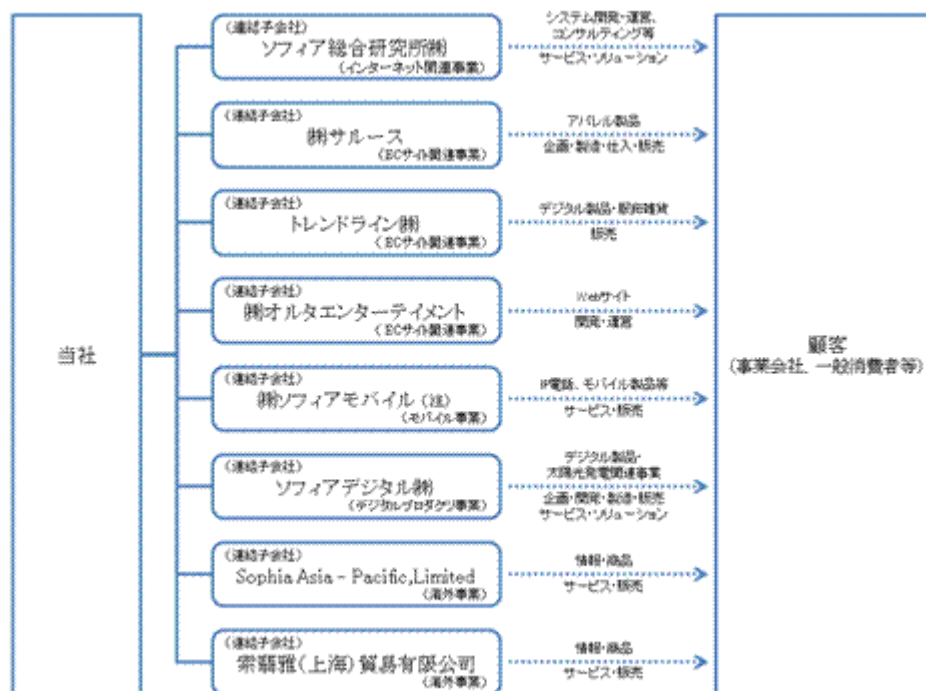 当社
(連結子会社)
ソフィア総合研究所㈱
(インターネット関連事業)
システム開発・運営、
コンサルティング等
サービス・ソリューション
(連結子会社)
㈱サルース
(ECサイト関連事業)
アパレル製品
企画・製造・仕入・販売
(連結子会社)
トレンドライン㈱
(ECサイト関連事業)
デジタル製品・服飾雑貨
販売
(連結子会社)
㈱オルタエンターテイメント
(ECサイト関連事業)
Webサイト
開発・運営
(連結子会社)
㈱ソフィアモバイル (注)
(モバイル事業)
IP電話、モバイル製品等
サービス・販売
(連結子会社)
ソフィアデジタル㈱
(デジタルプロダクツ事業)
デジタル製品・
太陽光発電関連事業
企画・開発・製造・販売
サービス・ソリューション
(連結子会社)
Sophia Asia - Pacific,Limited
(海外事業)
情報・商品
サービス・販売
(連結子会社)
索翡雅(上海)貿易有限公司
(海外事業)
情報・商品
サービス・販売
顧客
(事業会社、一般消費者等)